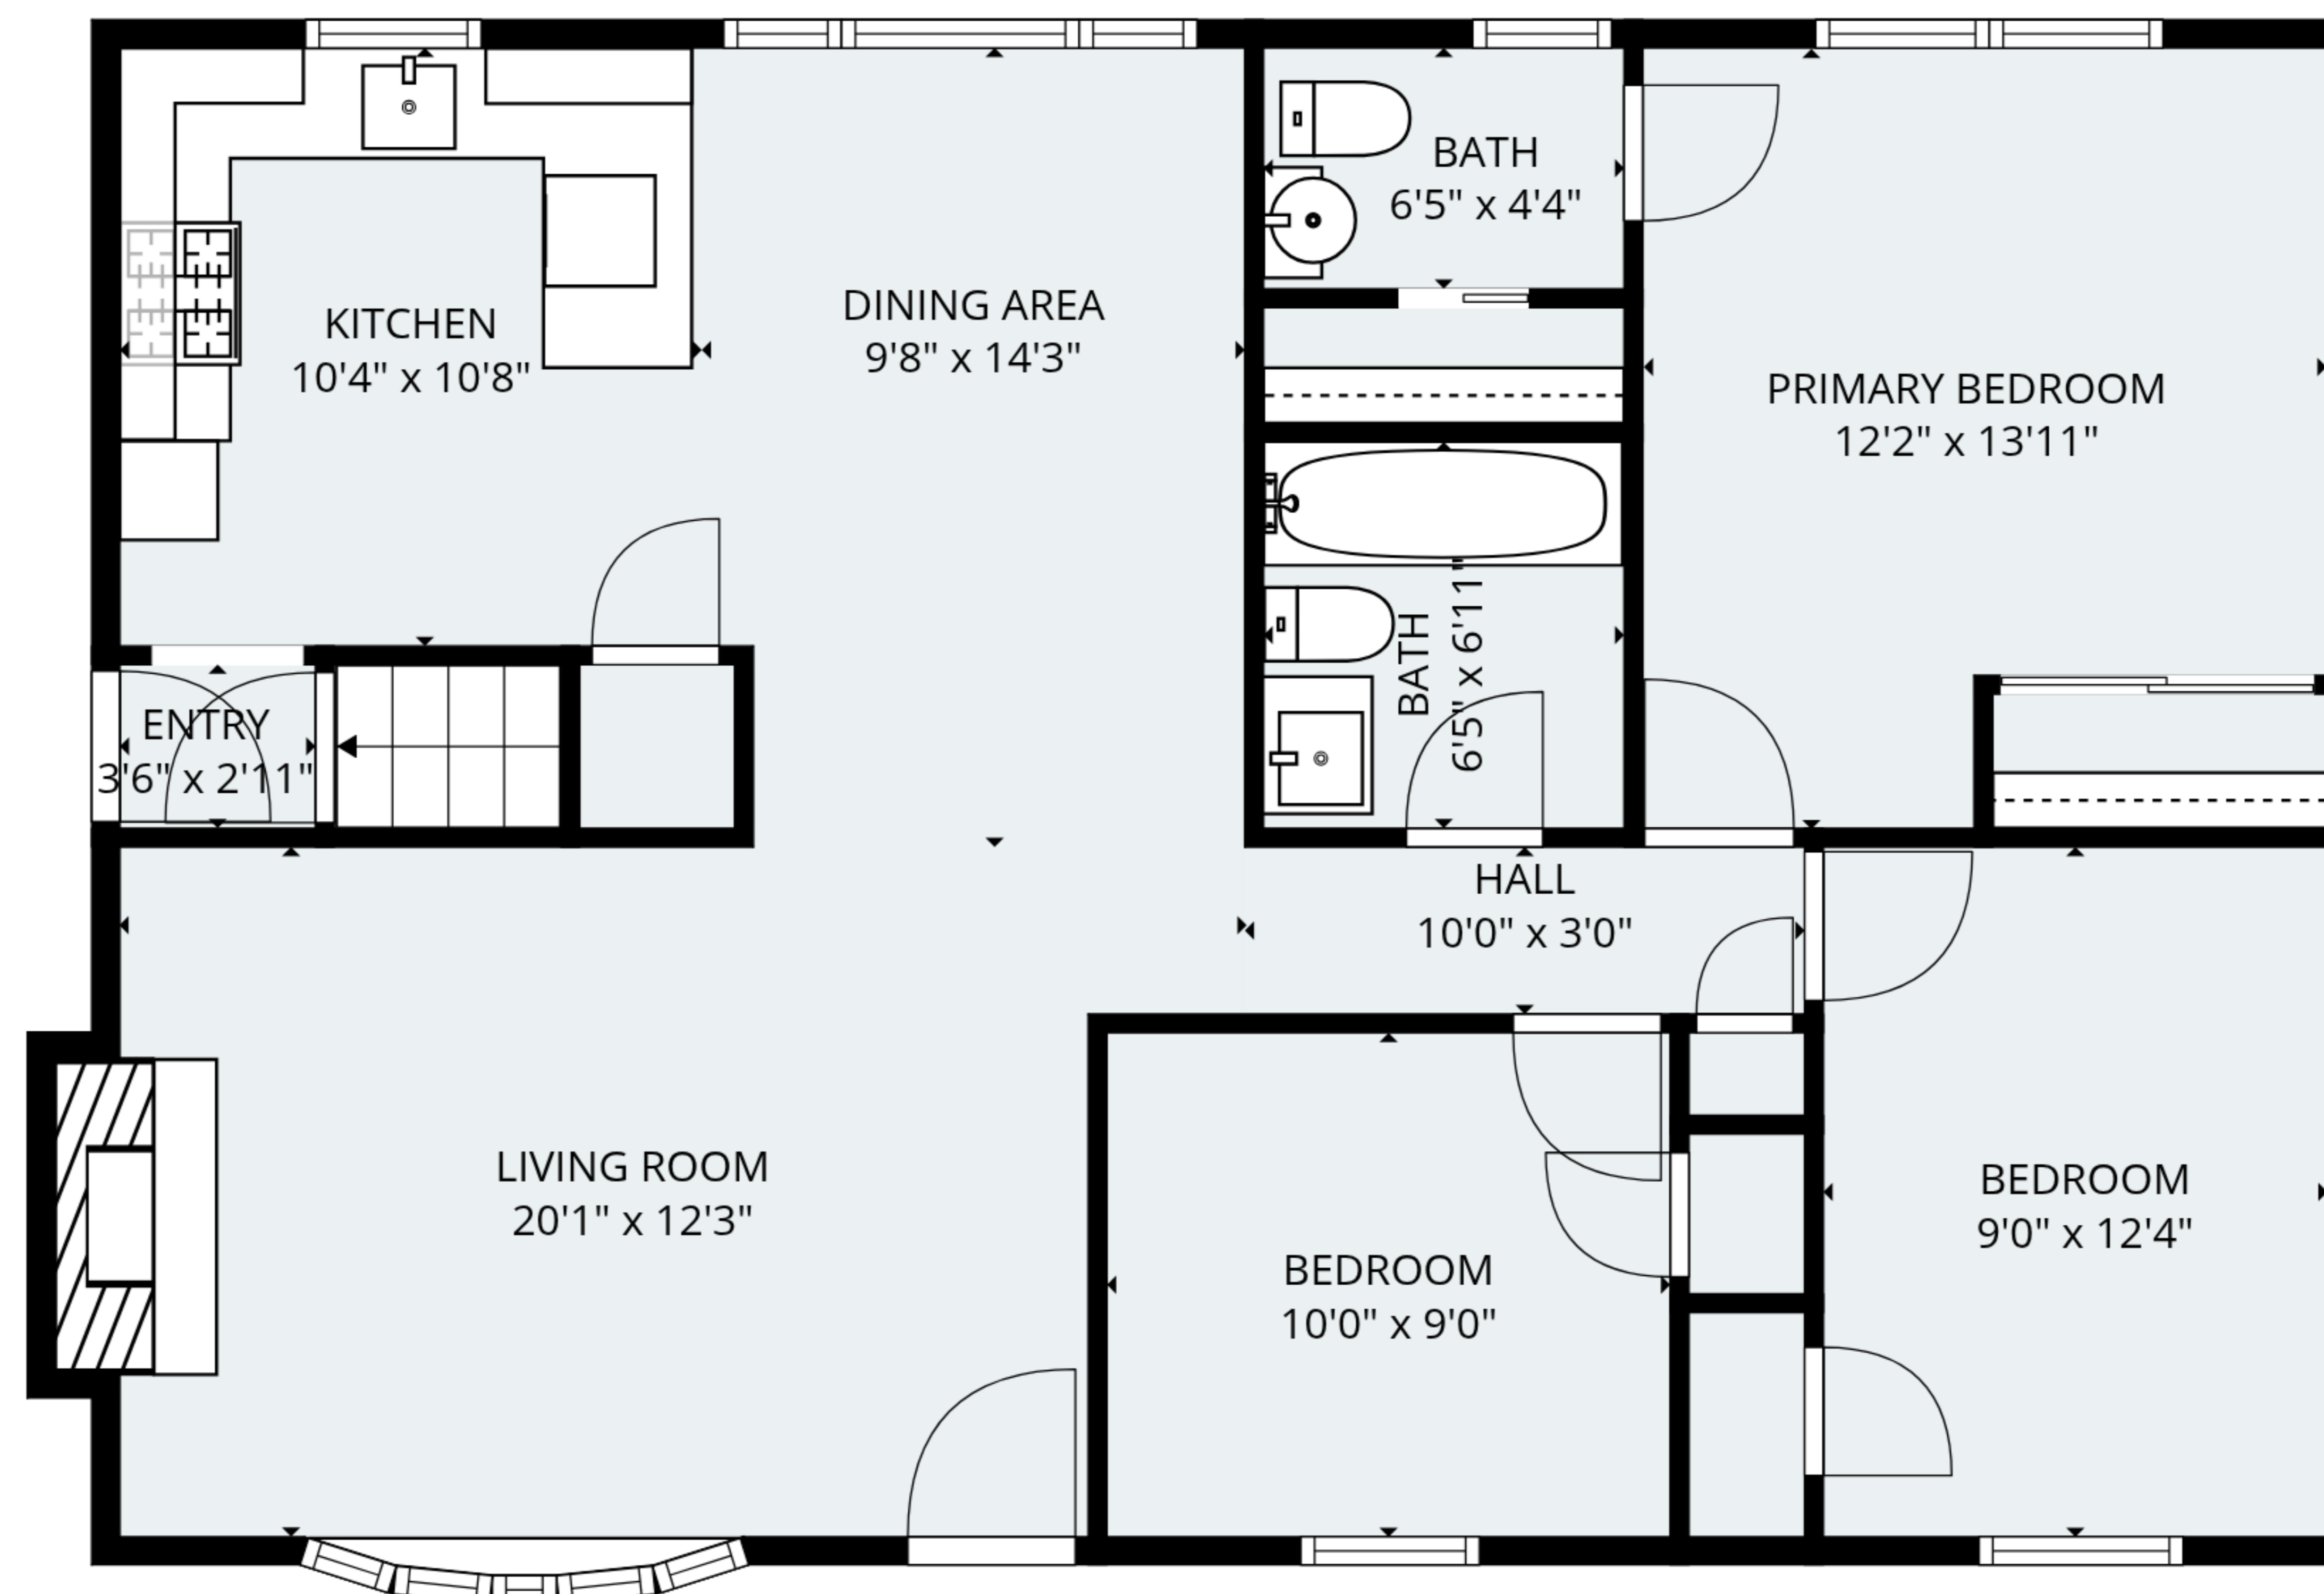 BATH
6'5" x 4'4"
KITCHEN
10'4" x 10'8"
DINING AREA
9'8" x 14'3"
PRIMARY BEDROOM
12'2" x 13'11"
BATH
6'5" x 6'11"
ENTRY
3'6" x 2'11"
HALL
10'0" x 3'0"
LIVING ROOM
20'1" x 12'3"
BEDROOM
10'0" x 9'0"
BEDROOM
9'0" x 12'4"